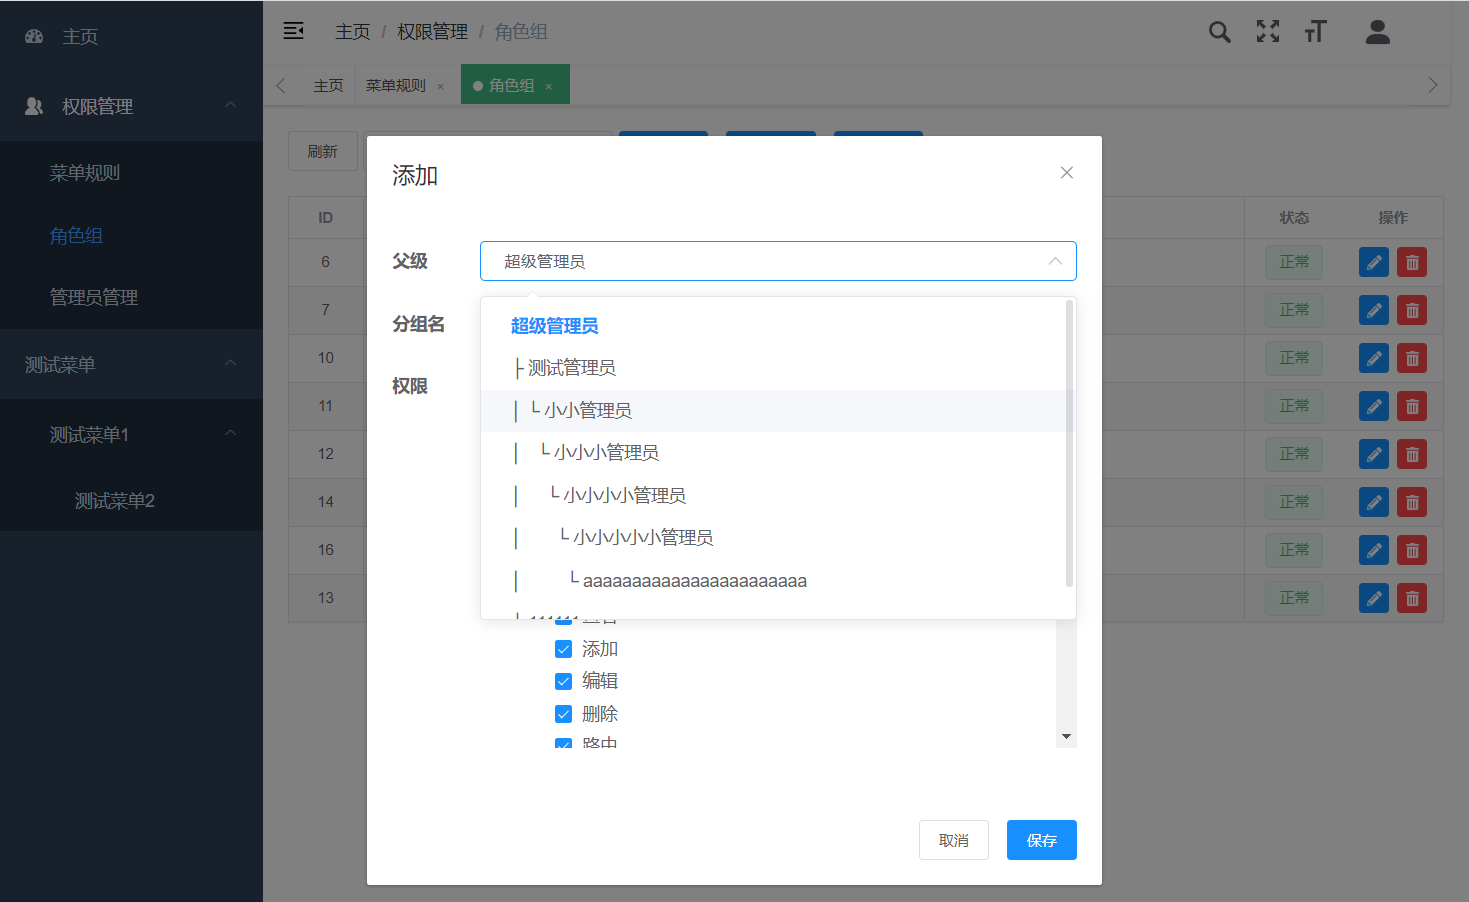 主页
权限管理
菜单规则
角色组
管理员管理
测试菜单
测试菜单1
测试菜单2
主页 / 权限管理 / 角色组
主页 菜单规则 × 角色组 ×
刷新
ID 状态 操作
6 正常
7 正常
10 正常
11 正常
12 正常
14 正常
16 正常
13 正常
添加
父级 超级管理员
分组名
权限
超级管理员
├ 测试管理员
│ └ 小小管理员
│ └ 小小小管理员
│ └ 小小小小管理员
│ └ 小小小小小管理员
│ └ aaaaaaaaaaaaaaaaaaaaaaa
添加
编辑
删除
路由
取消 保存